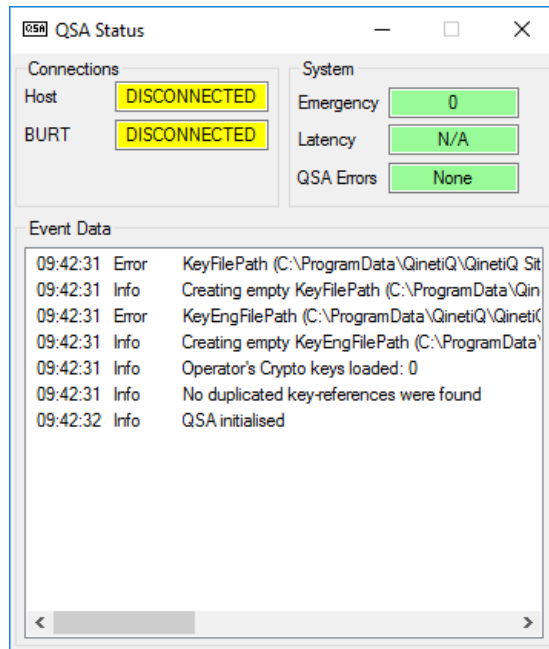 QSA QSA Status
Connections
Host DISCONNECTED
BURT DISCONNECTED
System
Emergency 0
Latency N/A
QSA Errors None
Event Data
09:42:31 Error KeyFilePath (C:\ProgramData\QinetiQ\QinetiQ Sit
09:42:31 Info Creating empty KeyFilePath (C:\ProgramData\Qin
09:42:31 Error KeyEngFilePath (C:\ProgramData\QinetiQ\Qineti
09:42:31 Info Creating empty KeyEngFilePath (C:\ProgramData\
09:42:31 Info Operator's Crypto keys loaded: 0
09:42:31 Info No duplicated key-references were found
09:42:32 Info QSA initialised